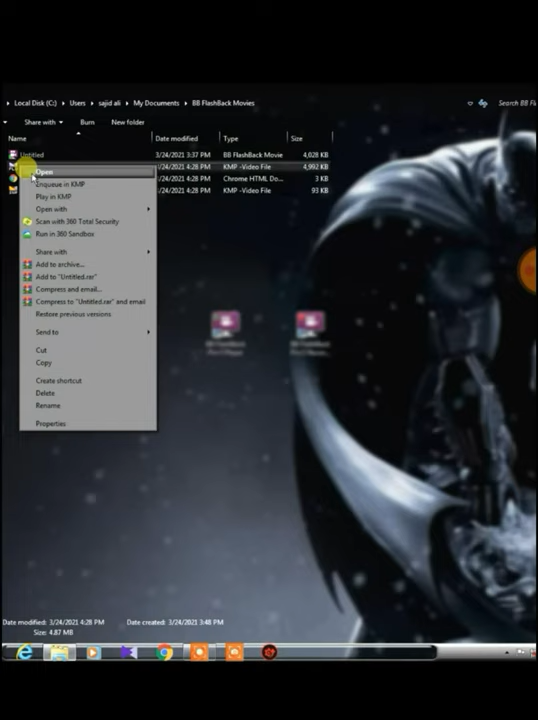 Local Disk (C:) Users sajid ali My Documents BB FlashBack Movies Search BB Fl
Share with Burn New folder
Name Date modified Type Size
Untitled 3/24/2021 3:37 PM BB FlashBack Movie 4,028 KB
3/24/2021 4:28 PM KMP -Video File 4,992 KB
3/24/2021 4:28 PM Chrome HTML Do... 3 KB
3/24/2021 4:28 PM KMP -Video File 93 KB
Open
Enqueue in KMP
Play in KMP
Open with
Scan with 360 Total Security
Run in 360 Sandbox
Share with
Add to archive...
Add to "Untitled.rar"
Compress and email...
Compress to "Untitled.rar" and email
Restore previous versions
Send to
Cut
Copy
Create shortcut
Delete
Rename
Properties
BB FlashBack BB FlashBack
Date modified: 3/24/2021 4:28 PM Date created: 3/24/2021 3:48 PM
Size: 4.87 MB